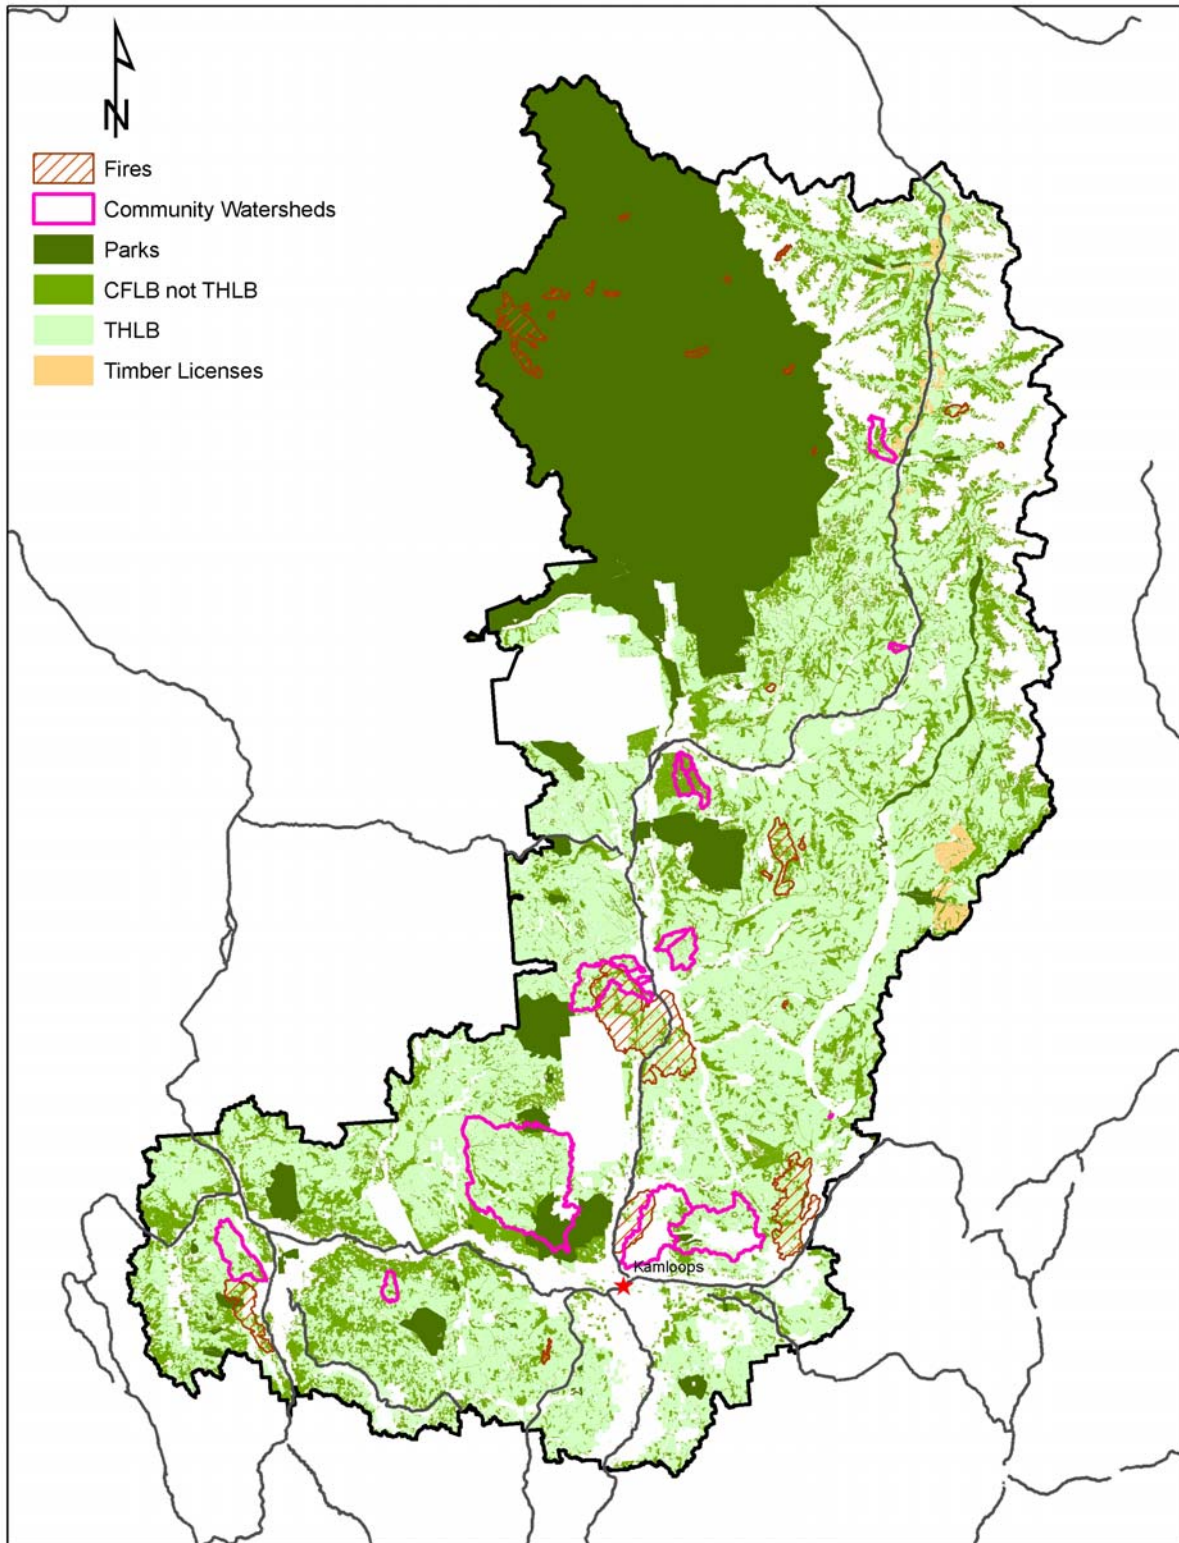 N
Fires
Community Watersheds
Parks
CFLB not THLB
THLB
Timber Licenses
Kamloops